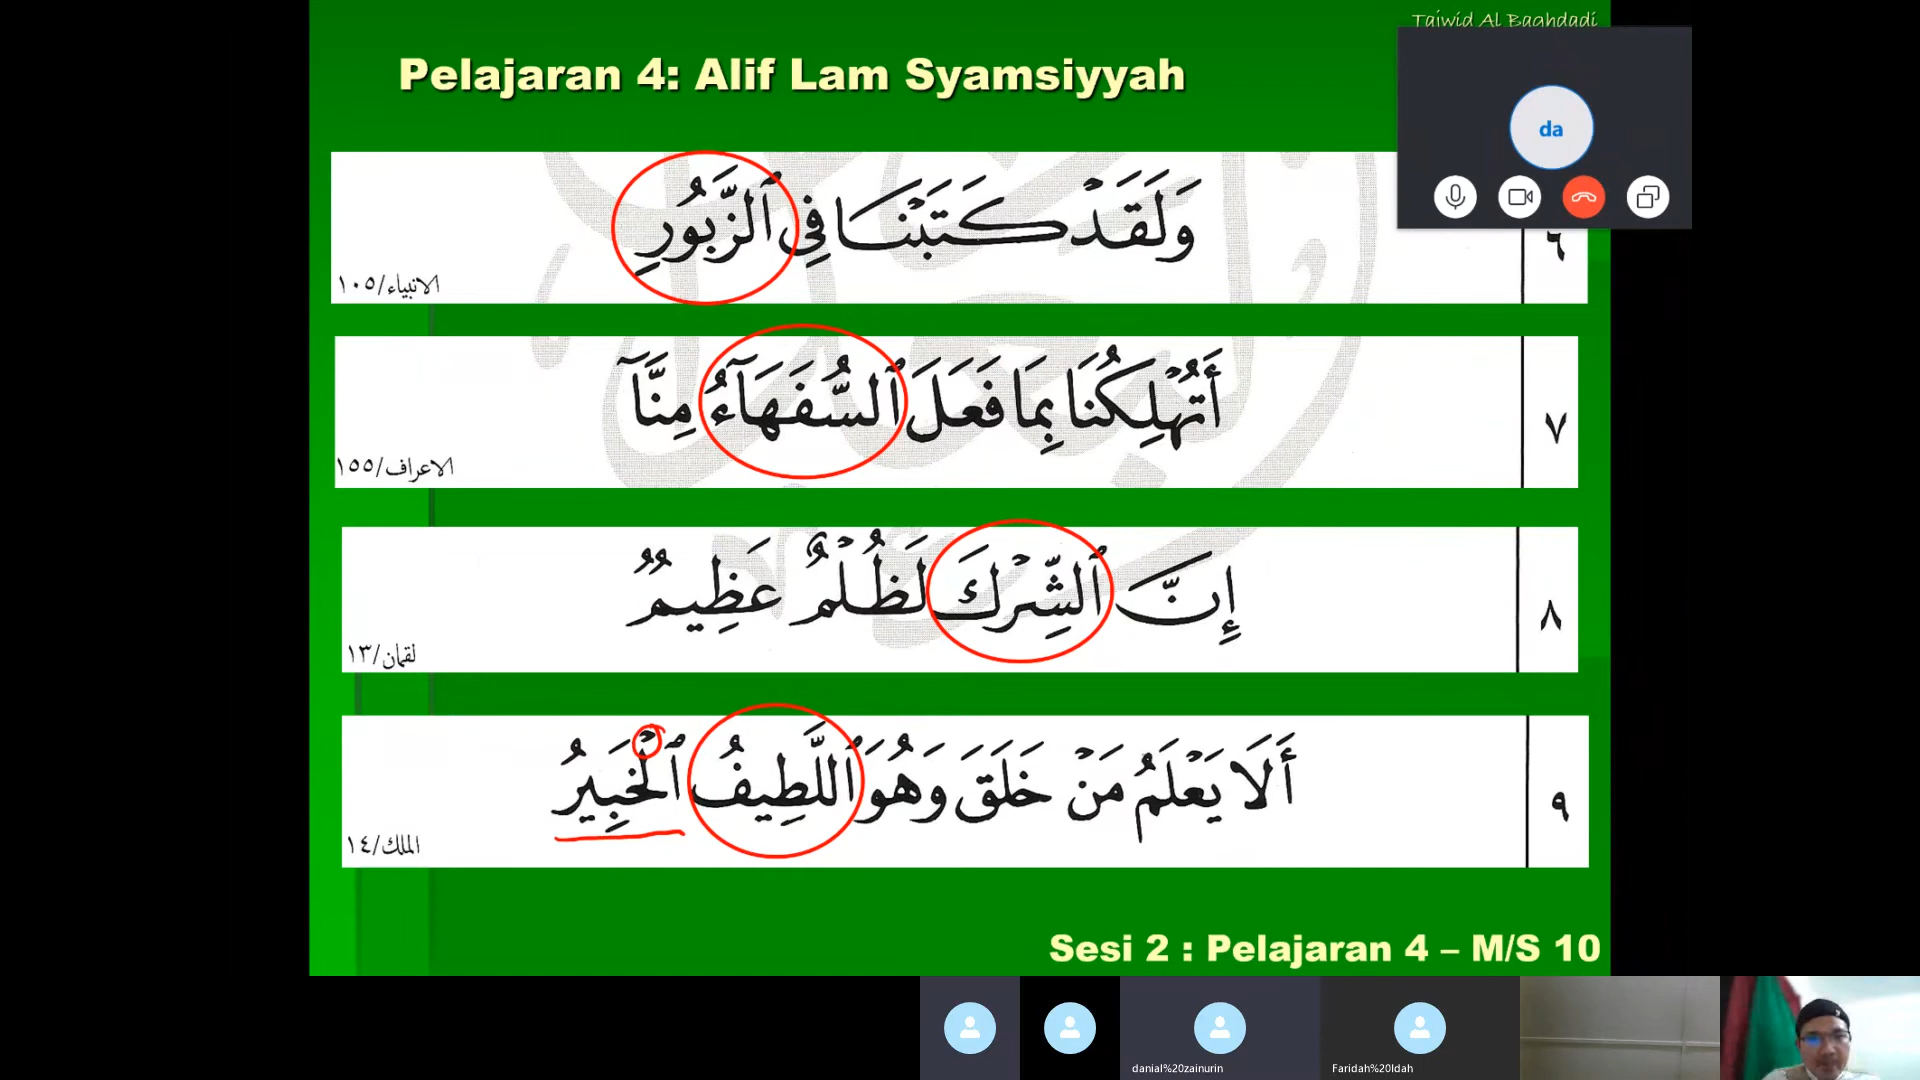 Tajwid Al Baghdadi
Pelajaran 4: Alif Lam Syamsiyyah
da
٦
وَلَقَدْ كَتَبْنَا فِى ٱلزَّبُورِ
الانبياء/١٠٥
٧
أَتُهْلِكُنَا بِمَا فَعَلَ ٱلسُّفَهَآءُ مِنَّآ
الاعراف/١٥٥
٨
إِنَّ ٱلشِّرْكَ لَظُلْمٌ عَظِيمٌ
لقمان/١٣
٩
أَلَا يَعْلَمُ مَنْ خَلَقَ وَهُوَ ٱللَّطِيفُ ٱلْخَبِيرُ
الملك/١٤
Sesi 2 : Pelajaran 4 – M/S 10
danial%20zainurin
Faridah%20Idah